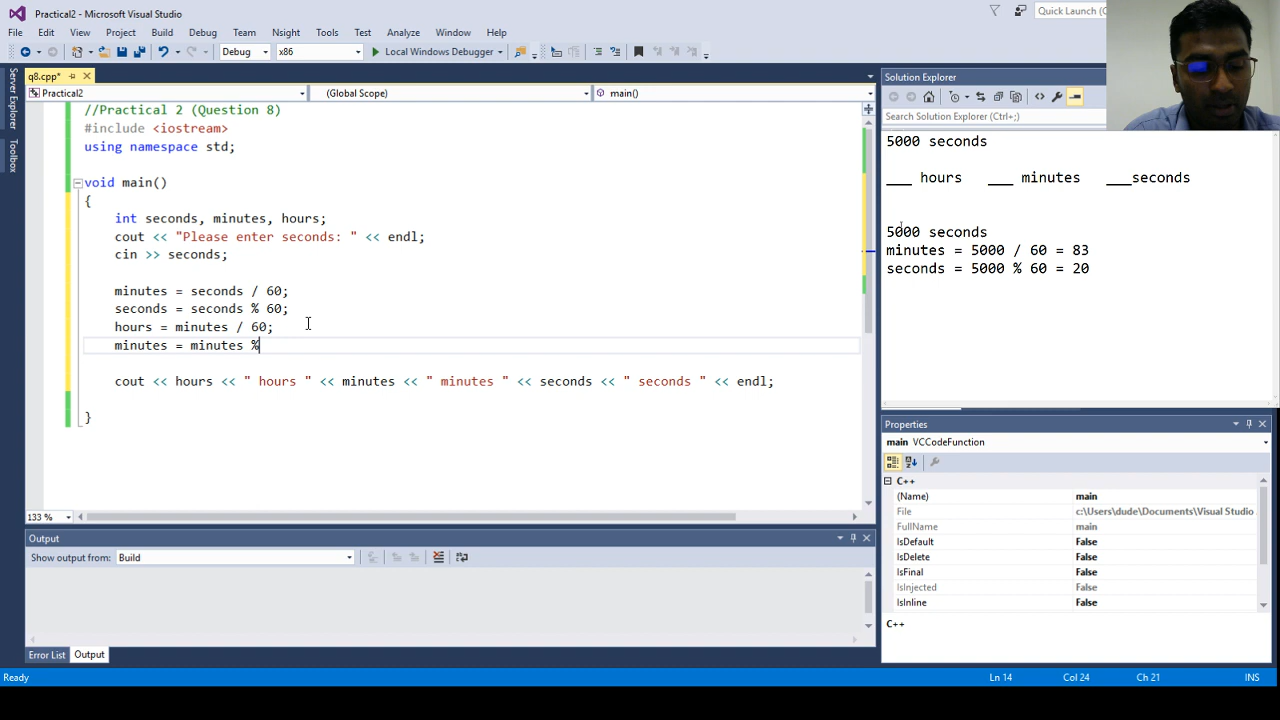 Practical2 - Microsoft Visual Studio
Quick Launch (Ctrl+
File Edit View Project Build Debug Team Nsight Tools Test Analyze Window Help
Debug x86 Local Windows Debugger
Server Explorer
Toolbox
q8.cpp*
Practical2 (Global Scope) main()
//Practical 2 (Question 8)
#include <iostream>
using namespace std;
void main()
{
int seconds, minutes, hours;
cout << "Please enter seconds: " << endl;
cin >> seconds;
minutes = seconds / 60;
seconds = seconds % 60;
hours = minutes / 60;
minutes = minutes %
cout << hours << " hours " << minutes << " minutes " << seconds << " seconds " << endl;
}
133 %
Solution Explorer
Search Solution Explorer (Ctrl+;)
5000 seconds
___ hours ___ minutes ___seconds
5000 seconds
minutes = 5000 / 60 = 83
seconds = 5000 % 60 = 20
Properties
main VCCodeFunction
C++
(Name) main
File c:\Users\dude\Documents\Visual Studio
FullName main
IsDefault False
IsDelete False
IsFinal False
IsInjected False
IsInline False
C++
Output
Show output from: Build
Error List Output
Ready Ln 14 Col 24 Ch 21 INS